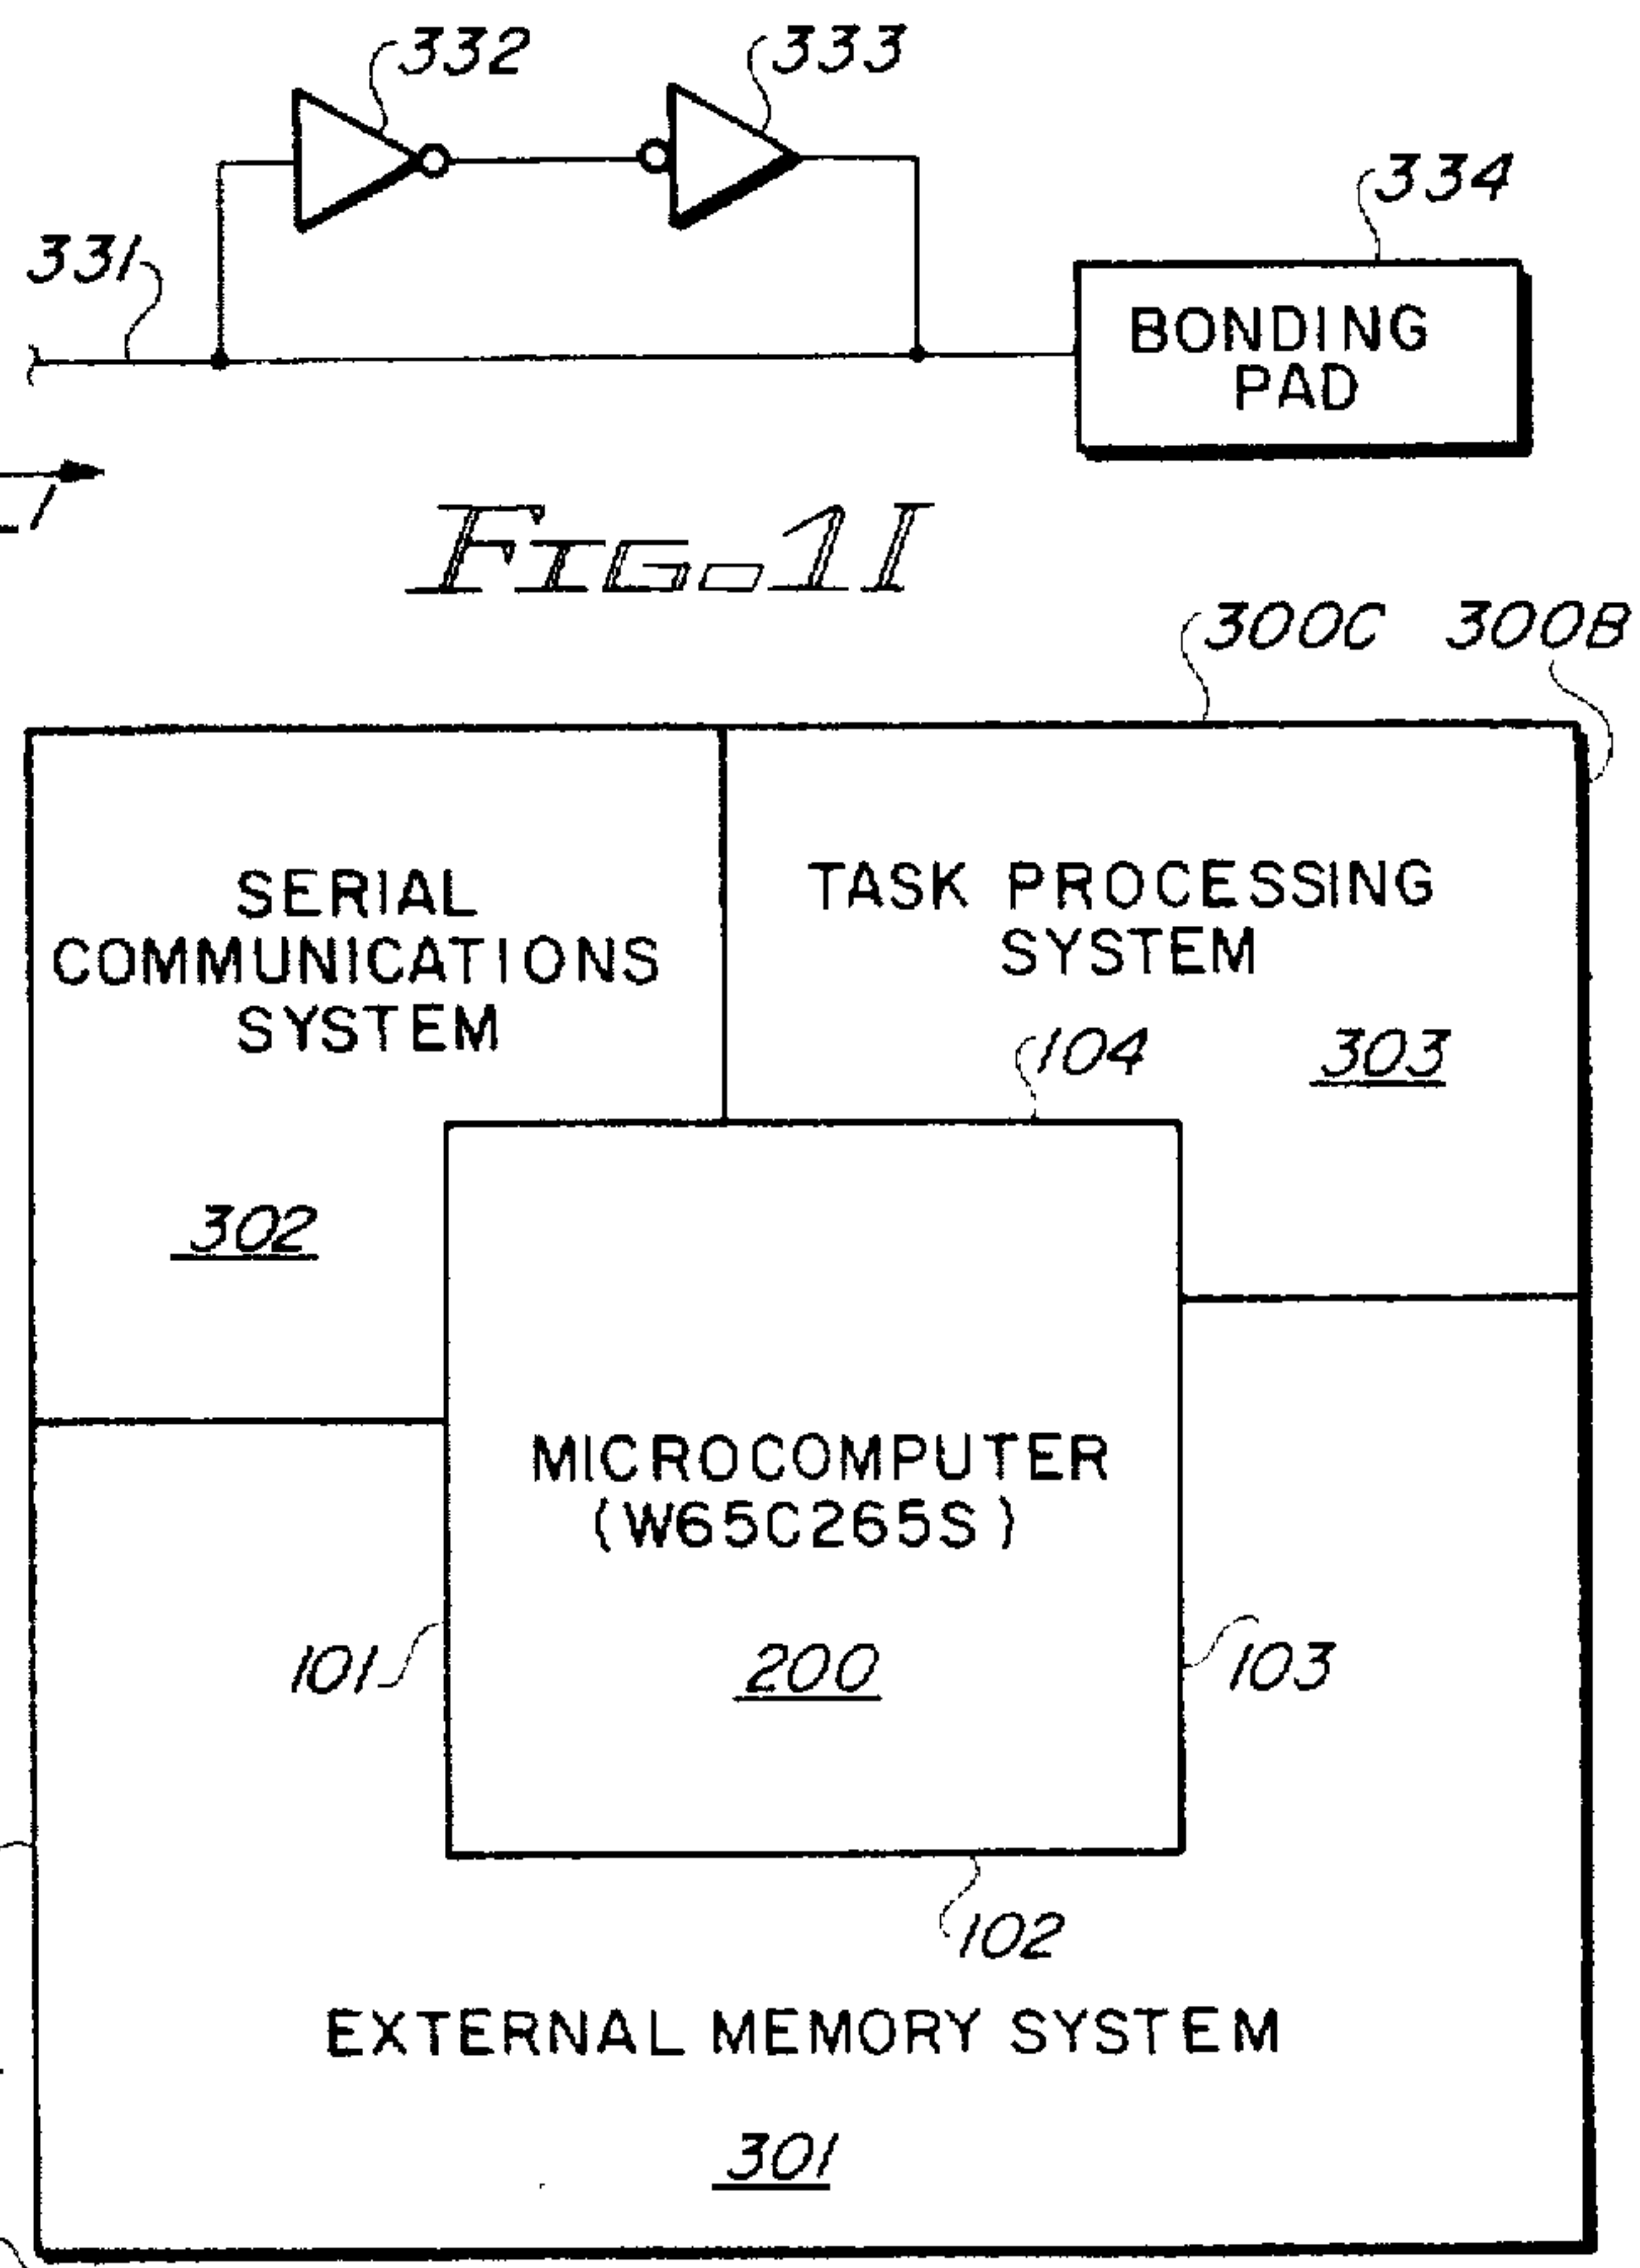 332
333
334
331
BONDING
PAD
FIG. 1I
300C
300B
SERIAL
COMMUNICATIONS
SYSTEM
TASK PROCESSING
SYSTEM
104
303
302
MICROCOMPUTER
(W65C265S)
101
200
103
102
EXTERNAL MEMORY SYSTEM
301